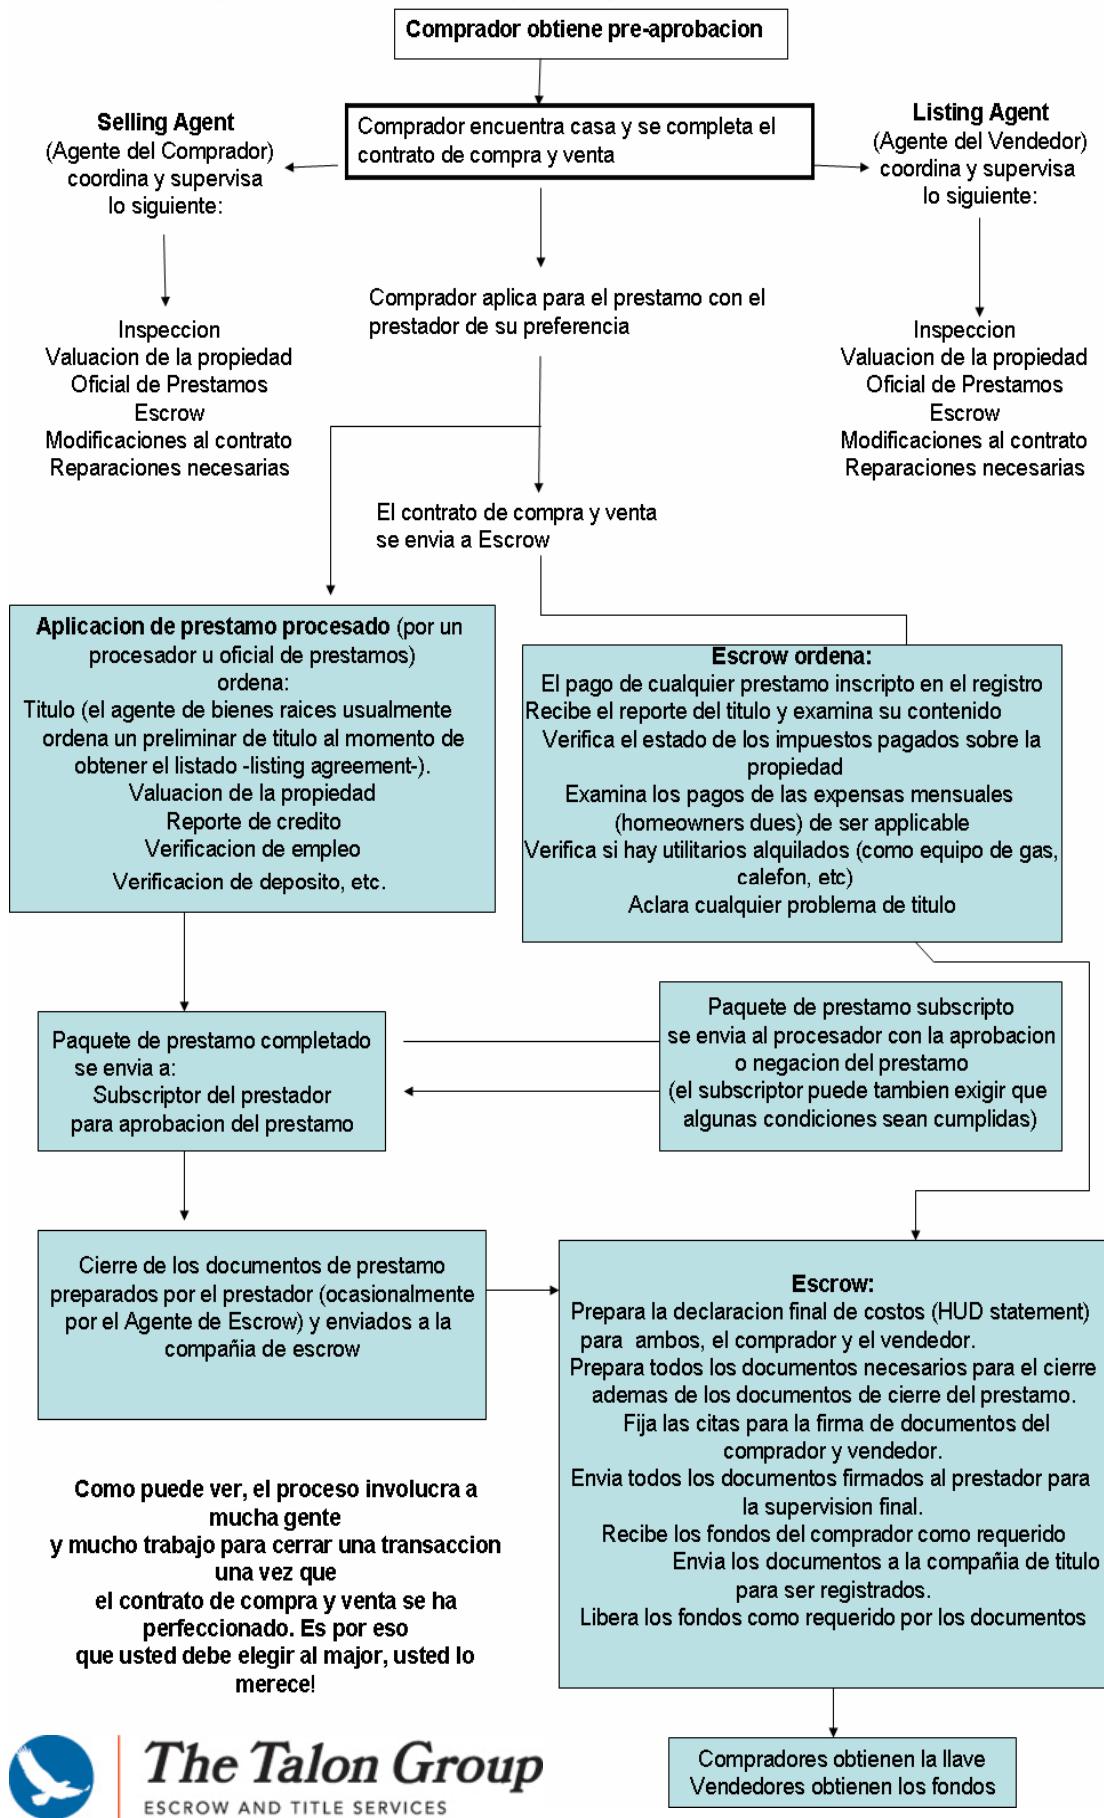 Comprador obtiene pre-aprobacion
Selling Agent
(Agente del Comprador)
coordina y supervisa
lo siguiente:
Comprador encuentra casa y se completa el
contrato de compra y venta
Listing Agent
(Agente del Vendedor)
coordina y supervisa
lo siguiente:
Inspeccion
Valuacion de la propiedad
Oficial de Prestamos
Escrow
Modificaciones al contrato
Reparaciones necesarias
Comprador aplica para el prestamo con el
prestador de su preferencia
Inspeccion
Valuacion de la propiedad
Oficial de Prestamos
Escrow
Modificaciones al contrato
Reparaciones necesarias
El contrato de compra y venta
se envia a Escrow
Aplicacion de prestamo procesado (por un
procesador u oficial de prestamos)
ordena:
Titulo (el agente de bienes raices usualmente
ordena un preliminar de titulo al momento de
obtener el listado -listing agreement-).
Valuacion de la propiedad
Reporte de credito
Verificacion de empleo
Verificacion de deposito, etc.
Escrow ordena:
El pago de cualquier prestamo inscripto en el registro
Recibe el reporte del titulo y examina su contenido
Verifica el estado de los impuestos pagados sobre la
propiedad
Examina los pagos de las expensas mensuales
(homeowners dues) de ser applicable
Verifica si hay utilitarios alquilados (como equipo de gas,
calefon, etc)
Aclara cualquier problema de titulo
Paquete de prestamo completado
se envia a:
Subscriptor del prestador
para aprobacion del prestamo
Paquete de prestamo subscripto
se envia al procesador con la aprobacion
o negacion del prestamo
(el subscriptor puede tambien exigir que
algunas condiciones sean cumplidas)
Cierre de los documentos de prestamo
preparados por el prestador (ocasionalmente
por el Agente de Escrow) y enviados a la
compañia de escrow
Escrow:
Prepara la declaracion final de costos (HUD statement)
para ambos, el comprador y el vendedor.
Prepara todos los documentos necesarios para el cierre
ademas de los documentos de cierre del prestamo.
Fija las citas para la firma de documentos del
comprador y vendedor.
Envia todos los documentos firmados al prestador para
la supervision final.
Recibe los fondos del comprador como requerido
Envia los documentos a la compañia de titulo
para ser registrados.
Libera los fondos como requerido por los documentos
Como puede ver, el proceso involucra a
mucha gente
y mucho trabajo para cerrar una transaccion
una vez que
el contrato de compra y venta se ha
perfeccionado. Es por eso
que usted debe elegir al major, usted lo
merece!
The Talon Group
ESCROW AND TITLE SERVICES
Compradores obtienen la llave
Vendedores obtienen los fondos